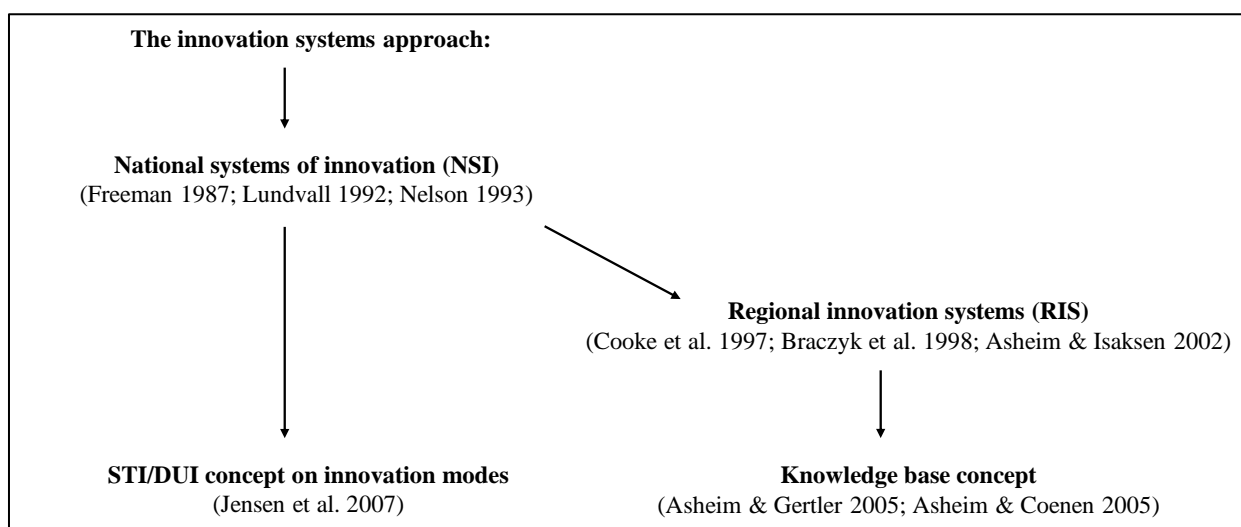 The innovation systems approach:
National systems of innovation (NSI)
(Freeman 1987; Lundvall 1992; Nelson 1993)
Regional innovation systems (RIS)
(Cooke et al. 1997; Braczyk et al. 1998; Asheim & Isaksen 2002)
STI/DUI concept on innovation modes
(Jensen et al. 2007)
Knowledge base concept
(Asheim & Gertler 2005; Asheim & Coenen 2005)